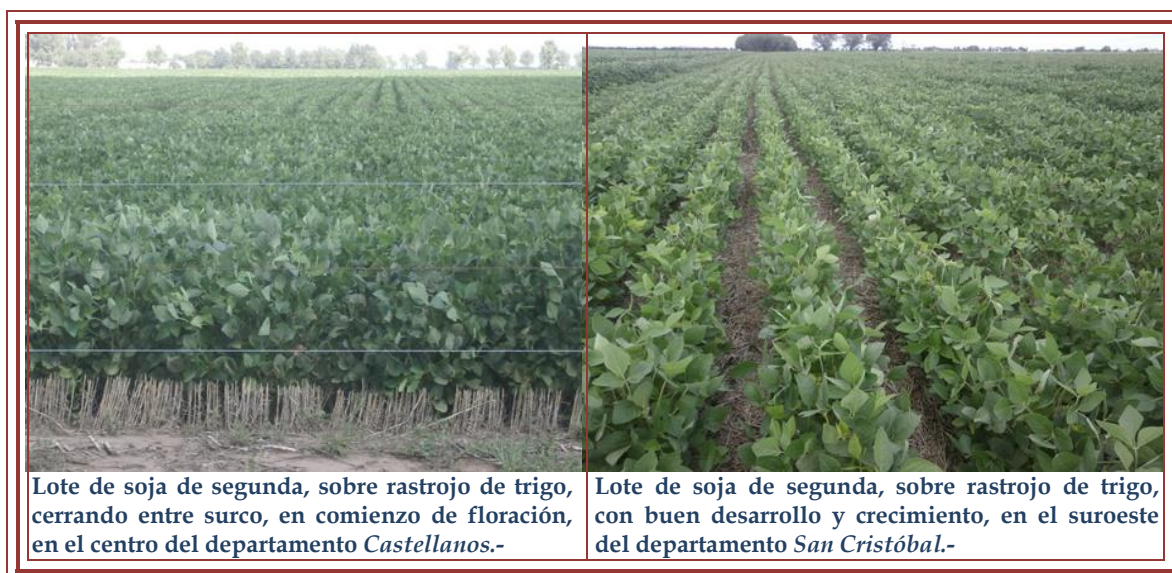 Lote de soja de segunda, sobre rastrojo de trigo,
cerrando entre surco, en comienzo de floración,
en el centro del departamento Castellanos.-
Lote de soja de segunda, sobre rastrojo de trigo,
con buen desarrollo y crecimiento, en el suroeste
del departamento San Cristóbal.-